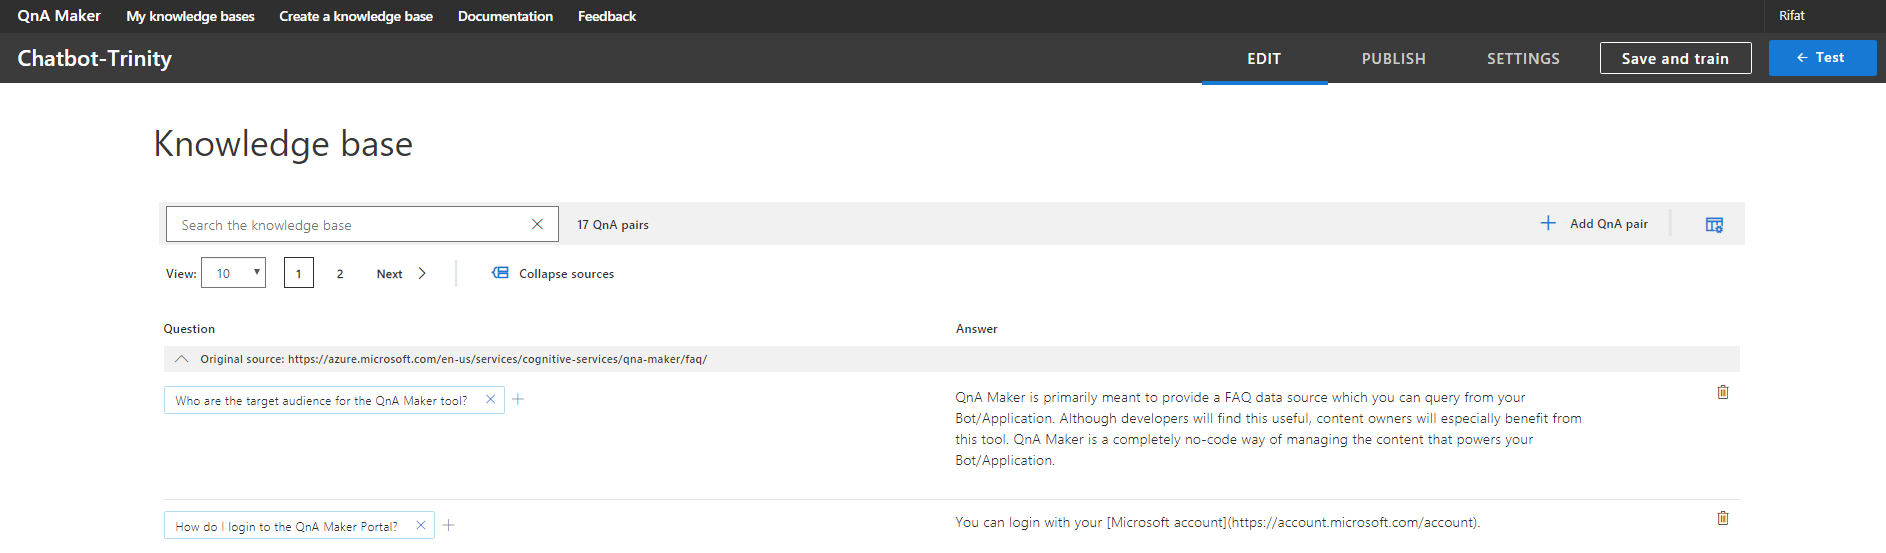 QnA Maker My knowledge bases Create a knowledge base Documentation Feedback Rifat
Chatbot-Trinity EDIT PUBLISH SETTINGS Save and train Test
Knowledge base
Search the knowledge base 17 QnA pairs Add QnA pair
View: 10 1 2 Next Collapse sources
Question Answer
Original source: https://azure.microsoft.com/en-us/services/cognitive-services/qna-maker/faq/
Who are the target audience for the QnA Maker tool?
QnA Maker is primarily meant to provide a FAQ data source which you can query from your
Bot/Application. Although developers will find this useful, content owners will especially benefit from
this tool. QnA Maker is a completely no-code way of managing the content that powers your
Bot/Application.
How do I login to the QnA Maker Portal?
You can login with your [Microsoft account](https://account.microsoft.com/account).